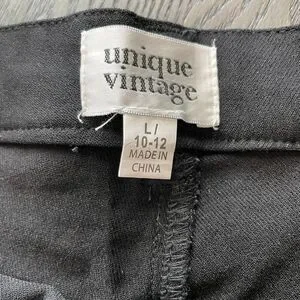 unique
vintage
L/
10-12
MADE IN
CHINA